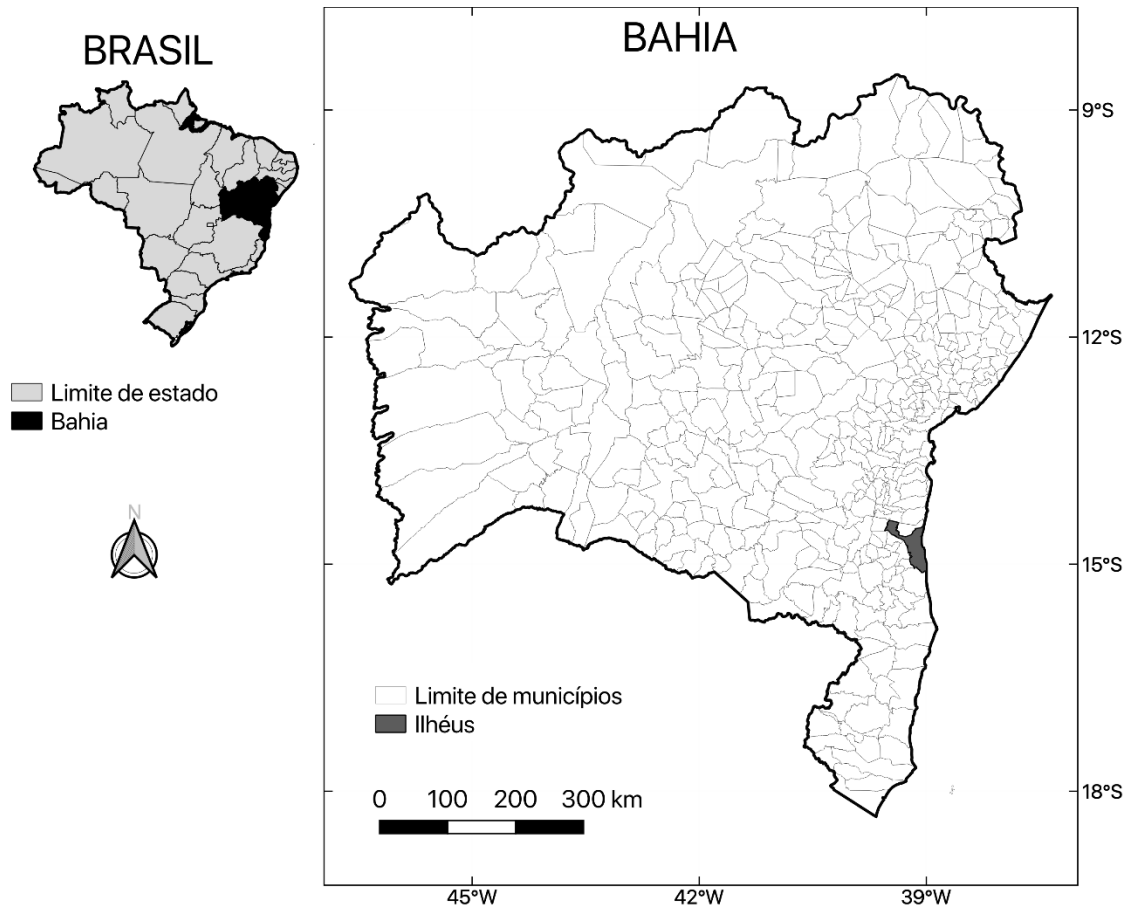 BRASIL
Limite de estado
Bahia
N
BAHIA
9°S
12°S
15°S
18°S
Limite de municípios
Ilhéus
0 100 200 300 km
45°W 42°W 39°W